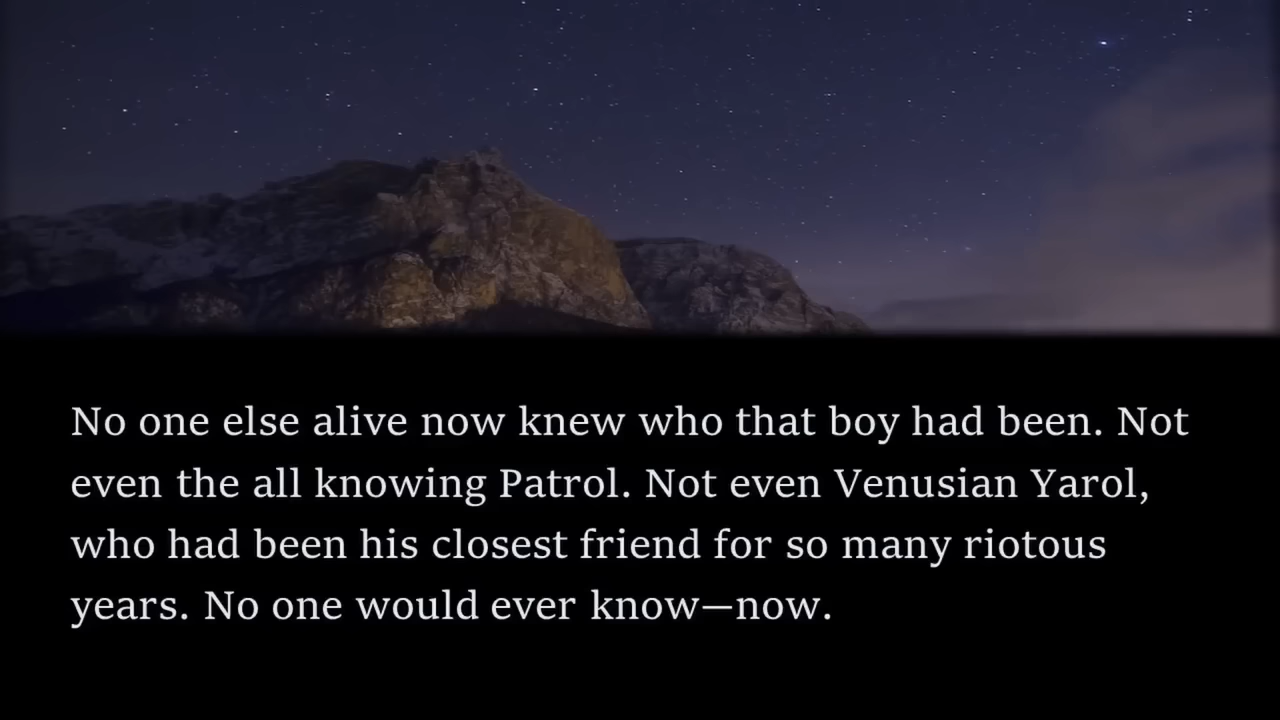 No one else alive now knew who that boy had been. Not
even the all knowing Patrol. Not even Venusian Yarol,
who had been his closest friend for so many riotous
years. No one would ever know—now.